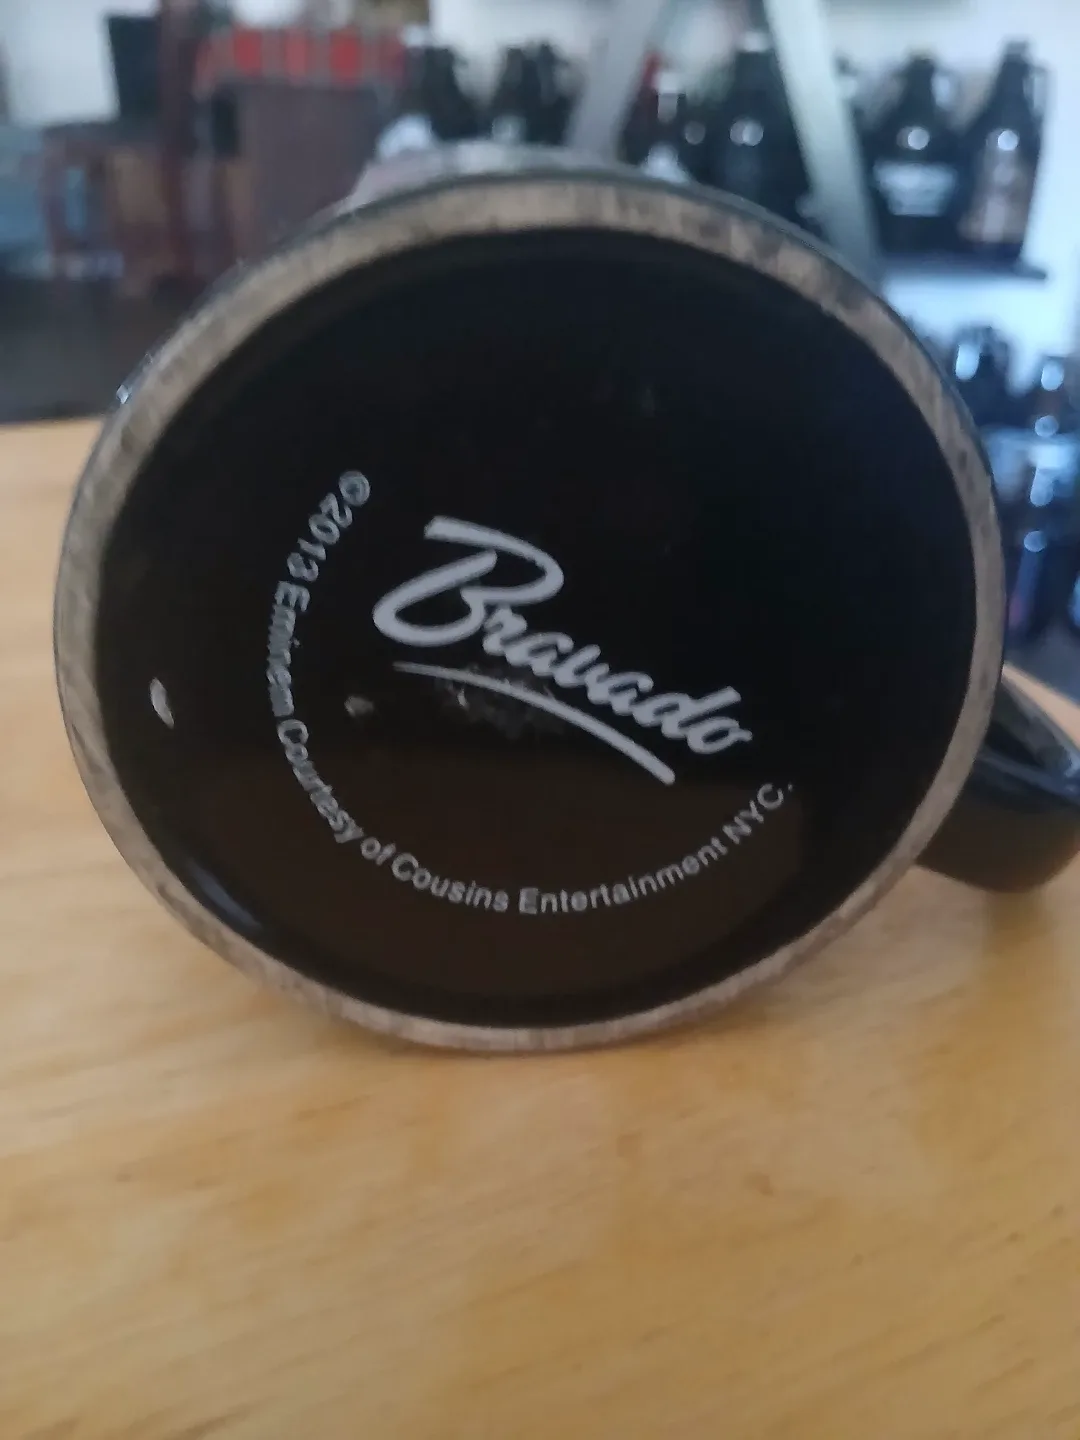 Bravado
© 2013 Eminem Courtesy of Cousins Entertainment NYC.